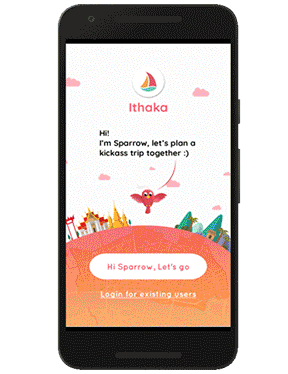 Ithaka
Hi!
I'm Sparrow, let's plan a
kickass trip together :)
Hi Sparrow, Let's go
Login for existing users